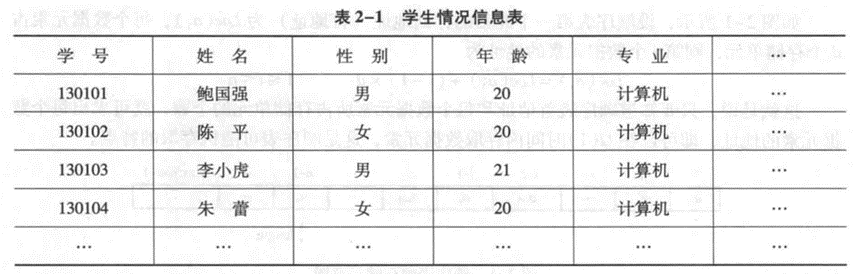 表 2-1 学生情况信息表
学 号 姓 名 性 别 年 龄 专 业 …
130101 鲍国强 男 20 计算机 …
130102 陈 平 女 20 计算机 …
130103 李小虎 男 21 计算机 …
130104 朱 蕾 女 20 计算机 …
… … … … … …